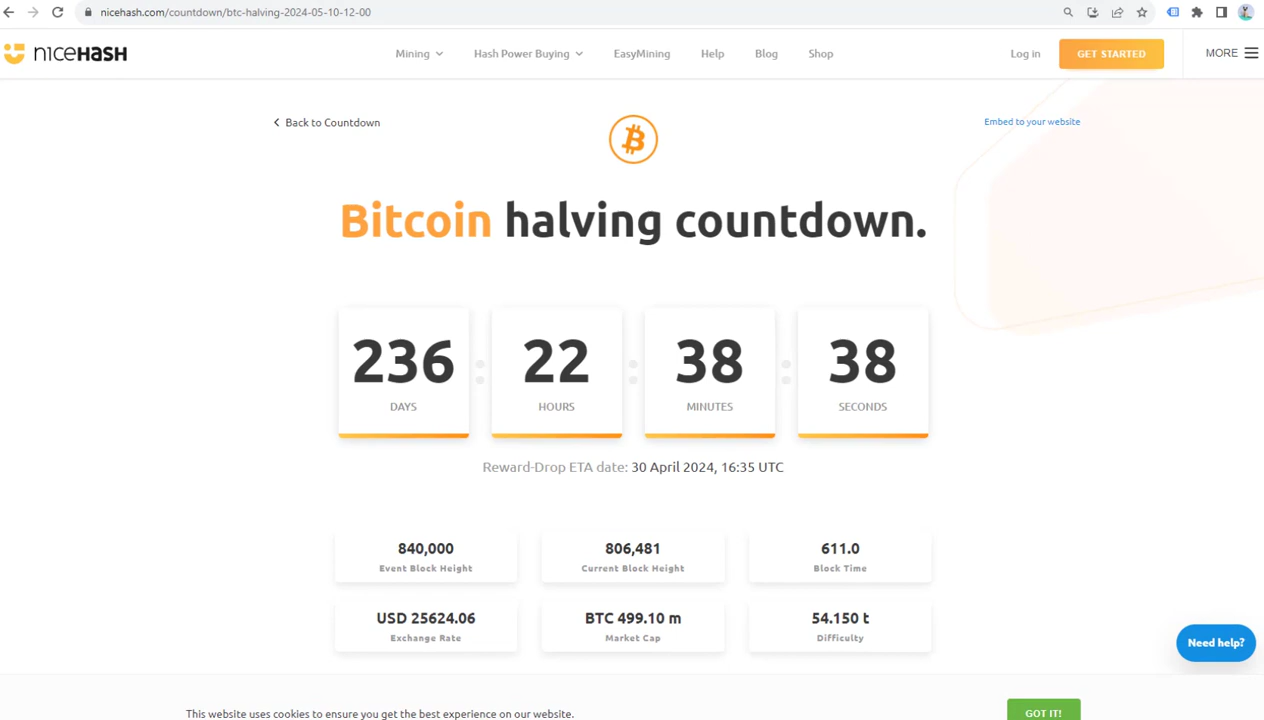 nicehash.com/countdown/btc-halving-2024-05-10-12-00
nicehash
Mining
Hash Power Buying
EasyMining
Help
Blog
Shop
Log in
GET STARTED
MORE
Back to Countdown
Embed to your website
Bitcoin halving countdown.
236 : 22 : 38 : 38
DAYS HOURS MINUTES SECONDS
Reward-Drop ETA date: 30 April 2024, 16:35 UTC
840,000
Event Block Height
806,481
Current Block Height
611.0
Block Time
USD 25624.06
Exchange Rate
BTC 499.10 m
Market Cap
54.150 t
Difficulty
Need help?
This website uses cookies to ensure you get the best experience on our website.
GOT IT!